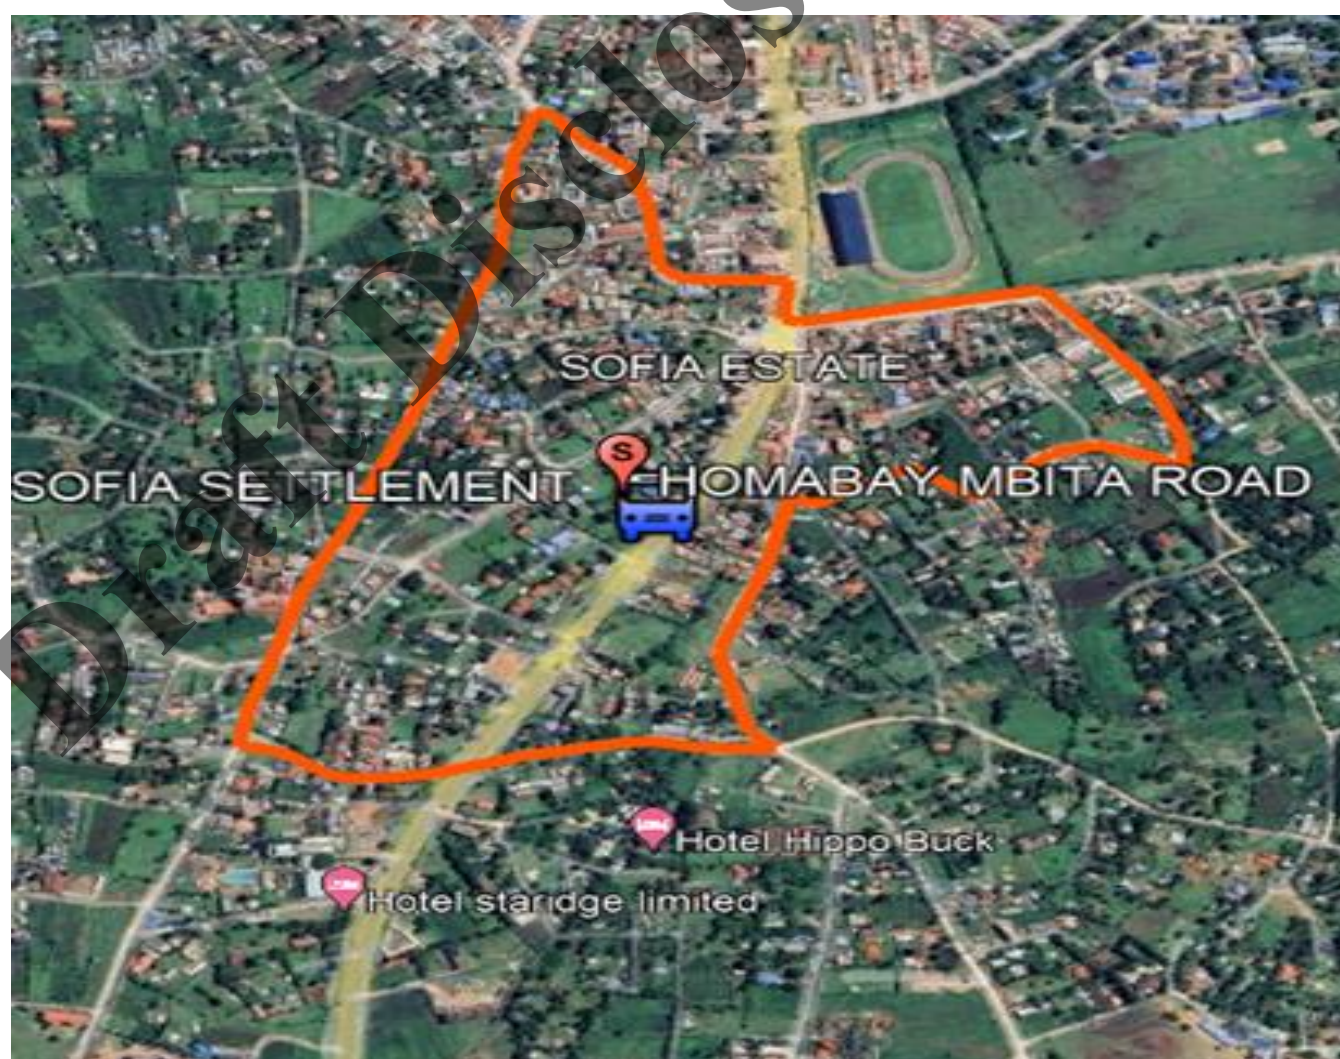 Draft Disclos
SOFIA ESTATE
S
SOFIA SETTLEMENT
HOMABAY MBITA ROAD
Hotel Hippo Buck
Hotel staridge limited